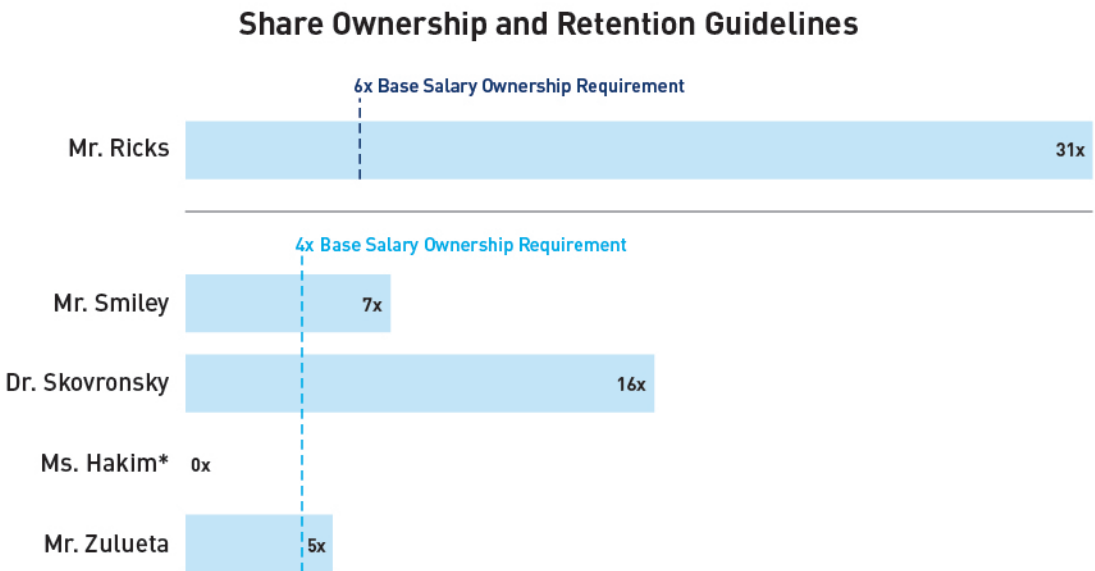 Share Ownership and Retention Guidelines
6x Base Salary Ownership Requirement
Mr. Ricks
31x
4x Base Salary Ownership Requirement
Mr. Smiley
7x
Dr. Skovronsky
16x
Ms. Hakim*
0x
Mr. Zulueta
5x